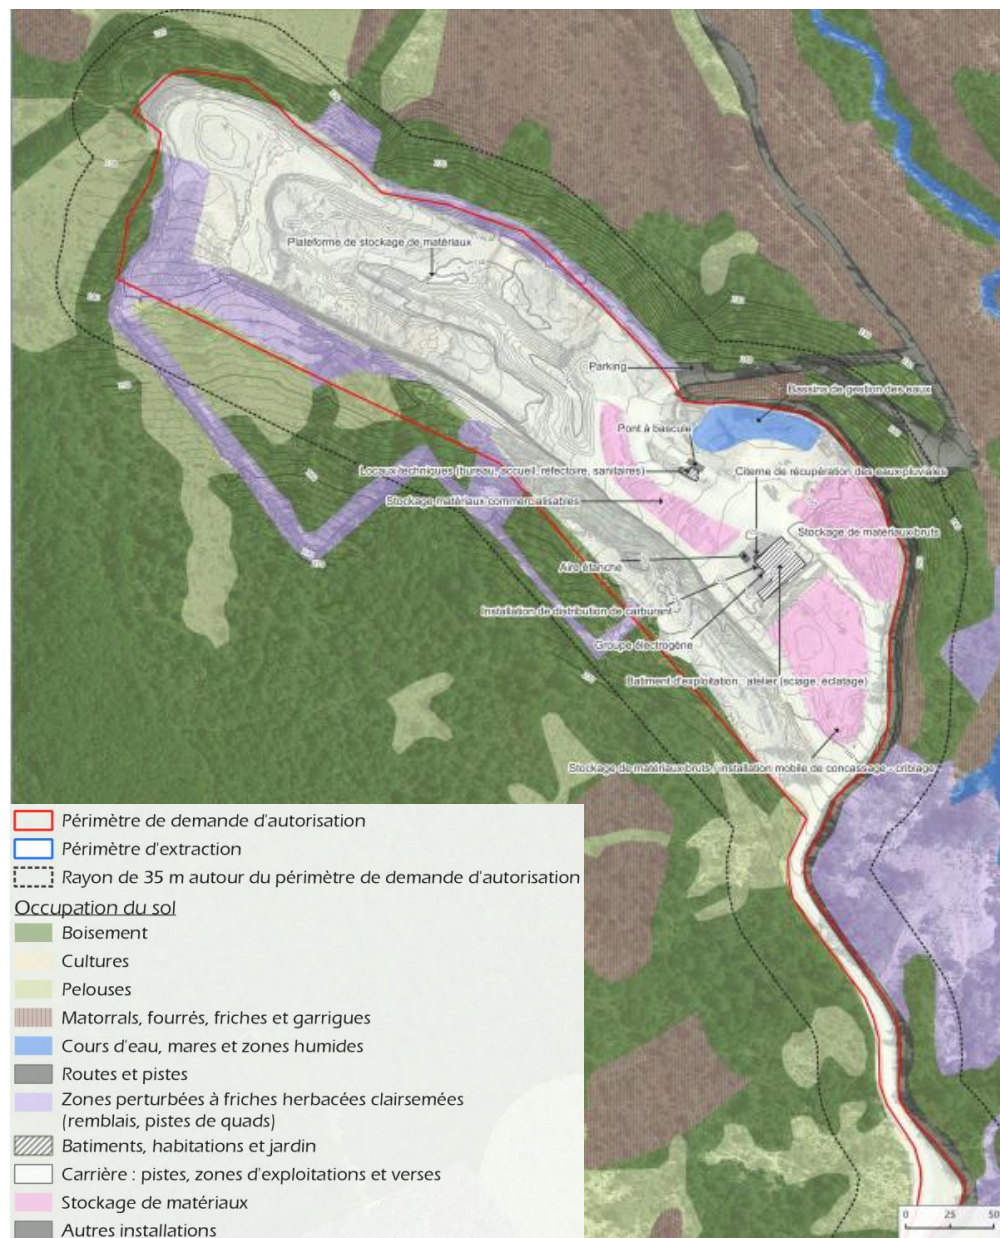 Plateforme de stockage de matériaux
Parking
Bassins de gestion des eaux
Pont à bascule
Locaux techniques (bureau, accueil, réfectoire, sanitaires)
Citerne de récupération des eaux pluviales
Stockage matériaux commercialisables
Stockage de matériaux bruts
Aire étanche
Installation de distribution de carburant
Groupe électrogène
Batiment d'exploitation : atelier (sciage, éclatage)
Stockage de matériaux bruts / installation mobile de concassage - criblage
Périmètre de demande d'autorisation
Périmètre d'extraction
Rayon de 35 m autour du périmètre de demande d'autorisation
Occupation du sol
Boisement
Cultures
Pelouses
Matorrals, fourrés, friches et garrigues
Cours d'eau, mares et zones humides
Routes et pistes
Zones perturbées à friches herbacées clairsemées
(remblais, pistes de quads)
Batiments, habitations et jardin
Carrière : pistes, zones d'exploitations et verses
Stockage de matériaux
Autres installations
0 25 50